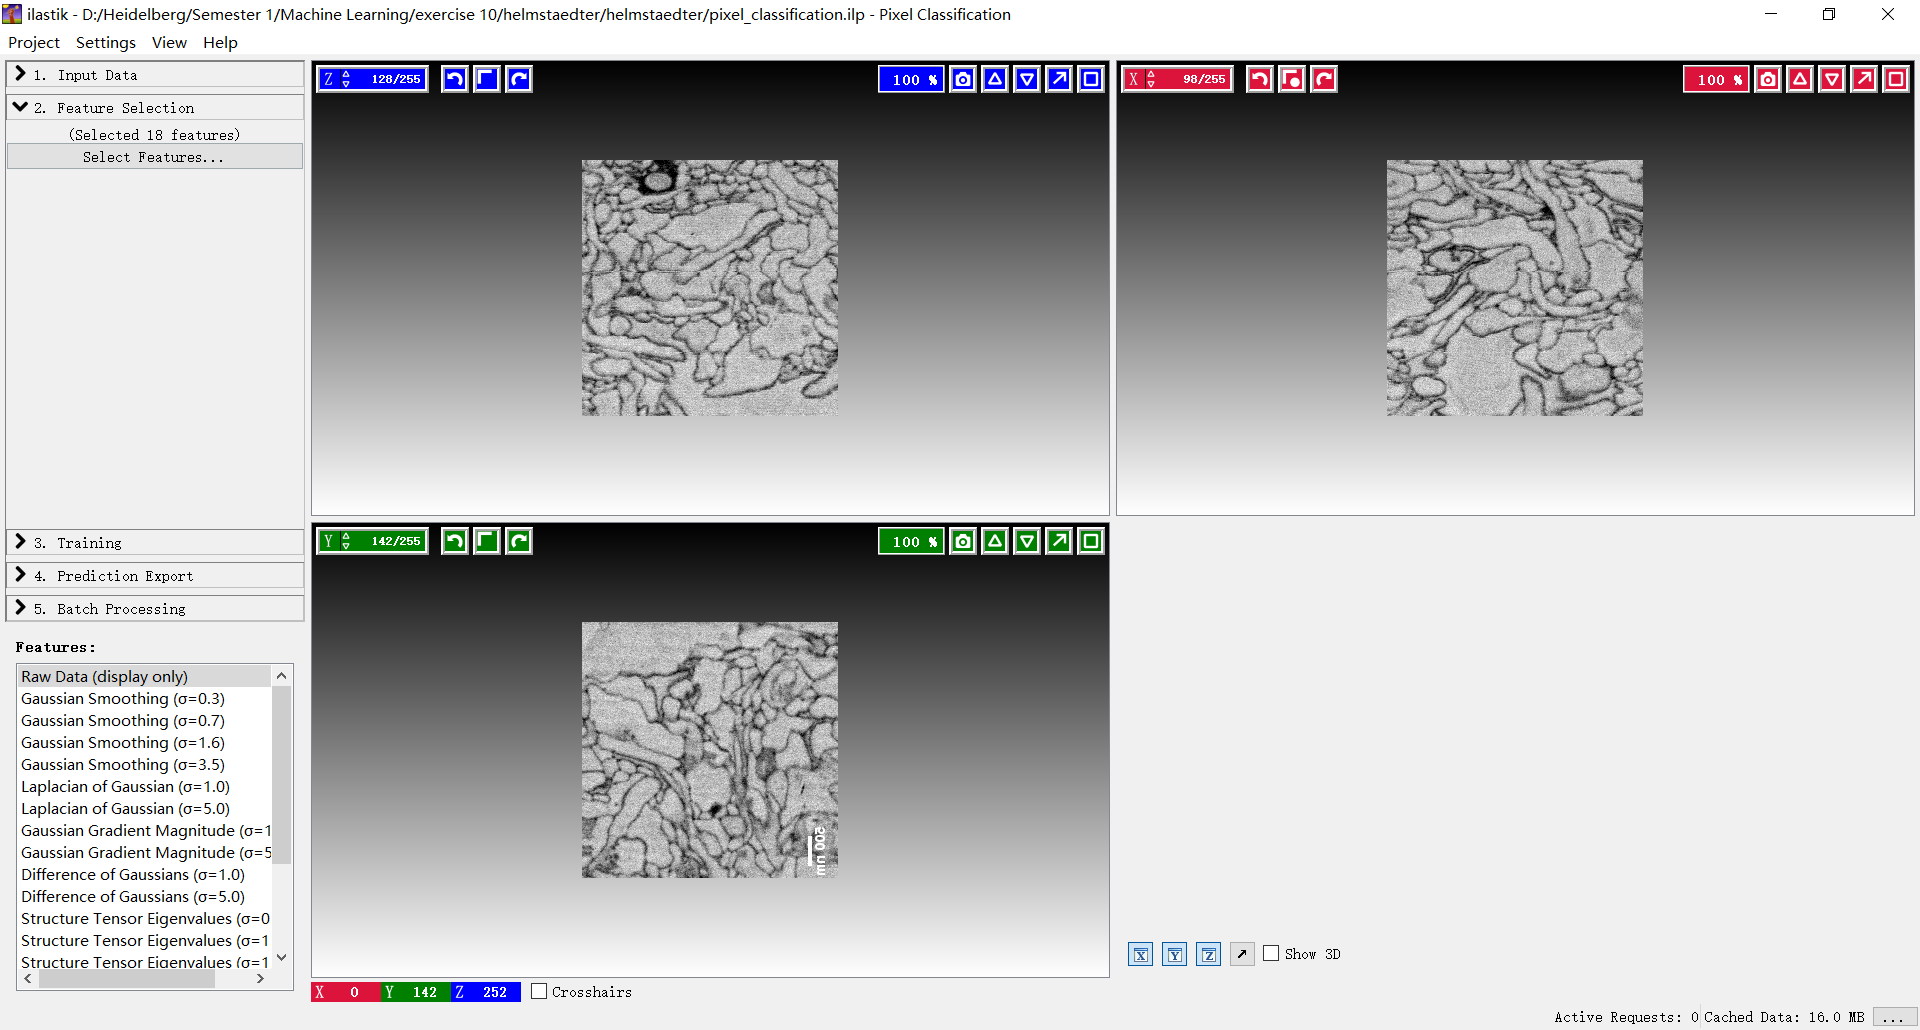 ilastik - D:/Heidelberg/Semester 1/Machine Learning/exercise 10/helmstaedter/helmstaedter/pixel_classification.ilp - Pixel Classification
Project Settings View Help
1. Input Data
2. Feature Selection
(Selected 18 features)
Select Features...
3. Training
4. Prediction Export
5. Batch Processing
Features:
Raw Data (display only)
Gaussian Smoothing (σ=0.3)
Gaussian Smoothing (σ=0.7)
Gaussian Smoothing (σ=1.6)
Gaussian Smoothing (σ=3.5)
Laplacian of Gaussian (σ=1.0)
Laplacian of Gaussian (σ=5.0)
Gaussian Gradient Magnitude (σ=1
Gaussian Gradient Magnitude (σ=5
Difference of Gaussians (σ=1.0)
Difference of Gaussians (σ=5.0)
Structure Tensor Eigenvalues (σ=0
Structure Tensor Eigenvalues (σ=1
Structure Tensor Eigenvalues (σ=1
Z 128/255 100 %
X 98/255 100 %
Y 142/255 100 %
500 nm
X 0 Y 142 Z 252 Crosshairs
X Y Z Show 3D
Active Requests: 0 Cached Data: 16.0 MB ...